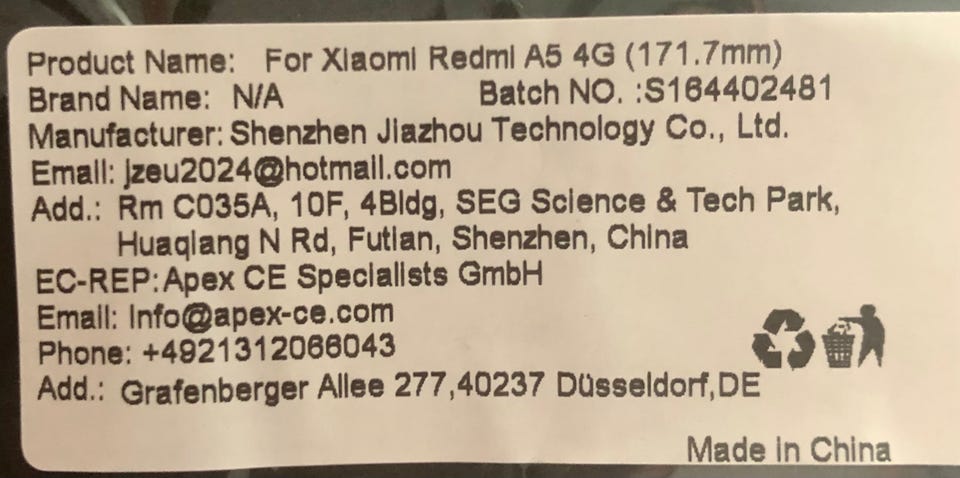 Product Name: For Xiaomi Redmi A5 4G (171.7mm)
Brand Name: N/A Batch NO. :S164402481
Manufacturer: Shenzhen Jiazhou Technology Co., Ltd.
Email: jzeu2024@hotmail.com
Add.: Rm C035A, 10F, 4Bldg, SEG Science & Tech Park,
Huaqiang N Rd, Futian, Shenzhen, China
EC-REP: Apex CE Specialists GmbH
Email: Info@apex-ce.com
Phone: +4921312066043
Add.: Grafenberger Allee 277,40237 Düsseldorf,DE
Made in China